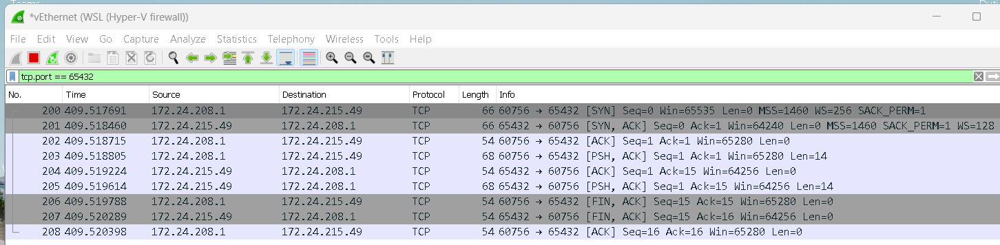 *vEthernet (WSL (Hyper-V firewall))
File Edit View Go Capture Analyze Statistics Telephony Wireless Tools Help
tcp.port == 65432
No. Time Source Destination Protocol Length Info
200 409.517691 172.24.208.1 172.24.215.49 TCP 66 60756 → 65432 [SYN] Seq=0 Win=65535 Len=0 MSS=1460 WS=256 SACK_PERM=1
201 409.518460 172.24.215.49 172.24.208.1 TCP 66 65432 → 60756 [SYN, ACK] Seq=0 Ack=1 Win=64240 Len=0 MSS=1460 SACK_PERM=1 WS=128
202 409.518715 172.24.208.1 172.24.215.49 TCP 54 60756 → 65432 [ACK] Seq=1 Ack=1 Win=65280 Len=0
203 409.518805 172.24.208.1 172.24.215.49 TCP 68 60756 → 65432 [PSH, ACK] Seq=1 Ack=1 Win=65280 Len=14
204 409.519224 172.24.215.49 172.24.208.1 TCP 54 65432 → 60756 [ACK] Seq=1 Ack=15 Win=64256 Len=0
205 409.519614 172.24.215.49 172.24.208.1 TCP 68 65432 → 60756 [PSH, ACK] Seq=1 Ack=15 Win=64256 Len=14
206 409.519788 172.24.208.1 172.24.215.49 TCP 54 60756 → 65432 [FIN, ACK] Seq=15 Ack=15 Win=65280 Len=0
207 409.520289 172.24.215.49 172.24.208.1 TCP 54 65432 → 60756 [FIN, ACK] Seq=15 Ack=16 Win=64256 Len=0
208 409.520398 172.24.208.1 172.24.215.49 TCP 54 60756 → 65432 [ACK] Seq=16 Ack=16 Win=65280 Len=0